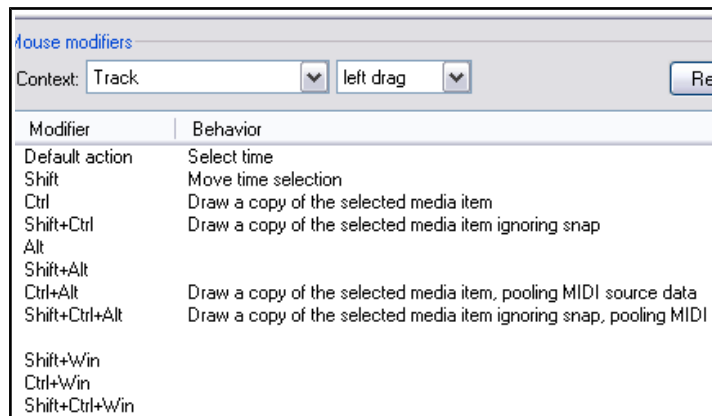 Mouse modifiers
Context: Track left drag Re
Modifier Behavior
Default action Select time
Shift Move time selection
Ctrl Draw a copy of the selected media item
Shift+Ctrl Draw a copy of the selected media item ignoring snap
Alt
Shift+Alt
Ctrl+Alt Draw a copy of the selected media item, pooling MIDI source data
Shift+Ctrl+Alt Draw a copy of the selected media item ignoring snap, pooling MIDI
Shift+Win
Ctrl+Win
Shift+Ctrl+Win